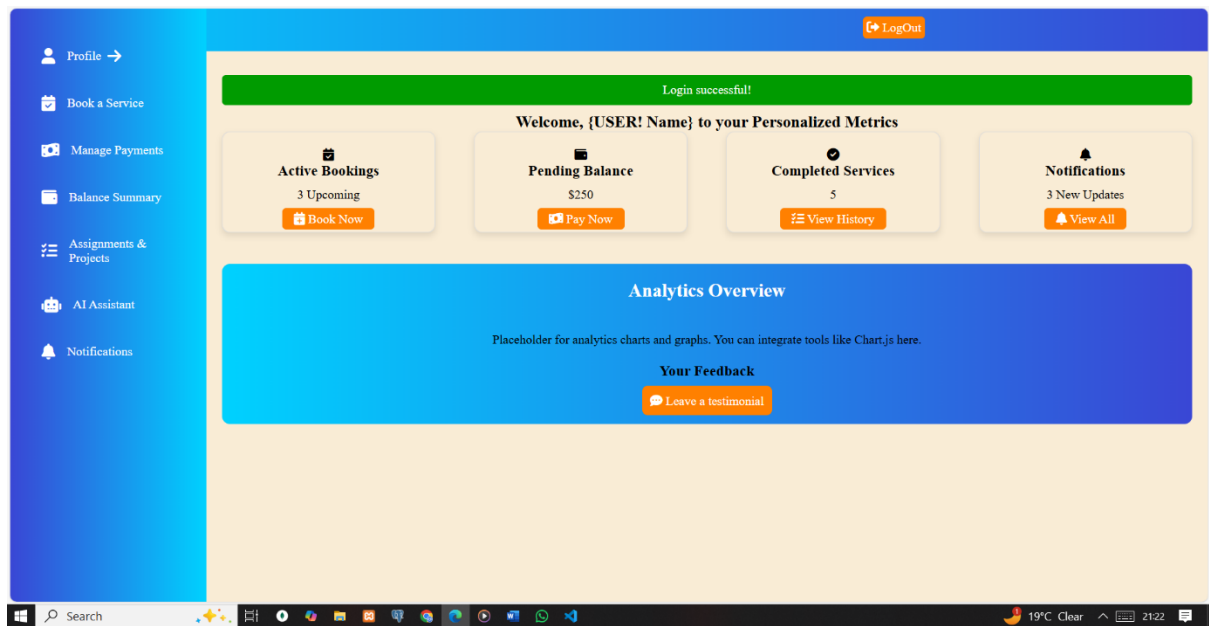 LogOut
Profile
Book a Service
Manage Payments
Balance Summary
Assignments &
Projects
AI Assistant
Notifications
Login successful!
Welcome, {USER! Name} to your Personalized Metrics
Active Bookings
3 Upcoming
Book Now
Pending Balance
$250
Pay Now
Completed Services
5
View History
Notifications
3 New Updates
View All
Analytics Overview
Placeholder for analytics charts and graphs. You can integrate tools like Chart.js here.
Your Feedback
Leave a testimonial
Search
19°C Clear
21:22